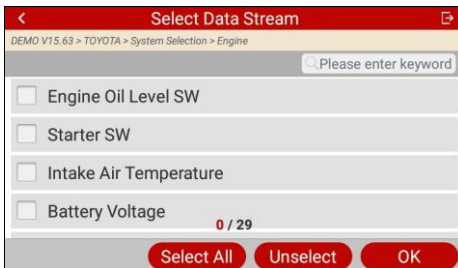 Select Data Stream
DEMO V15.63 > TOYOTA > System Selection > Engine
Please enter keyword
Engine Oil Level SW
Starter SW
Intake Air Temperature
Battery Voltage
0 / 29
Select All Unselect OK